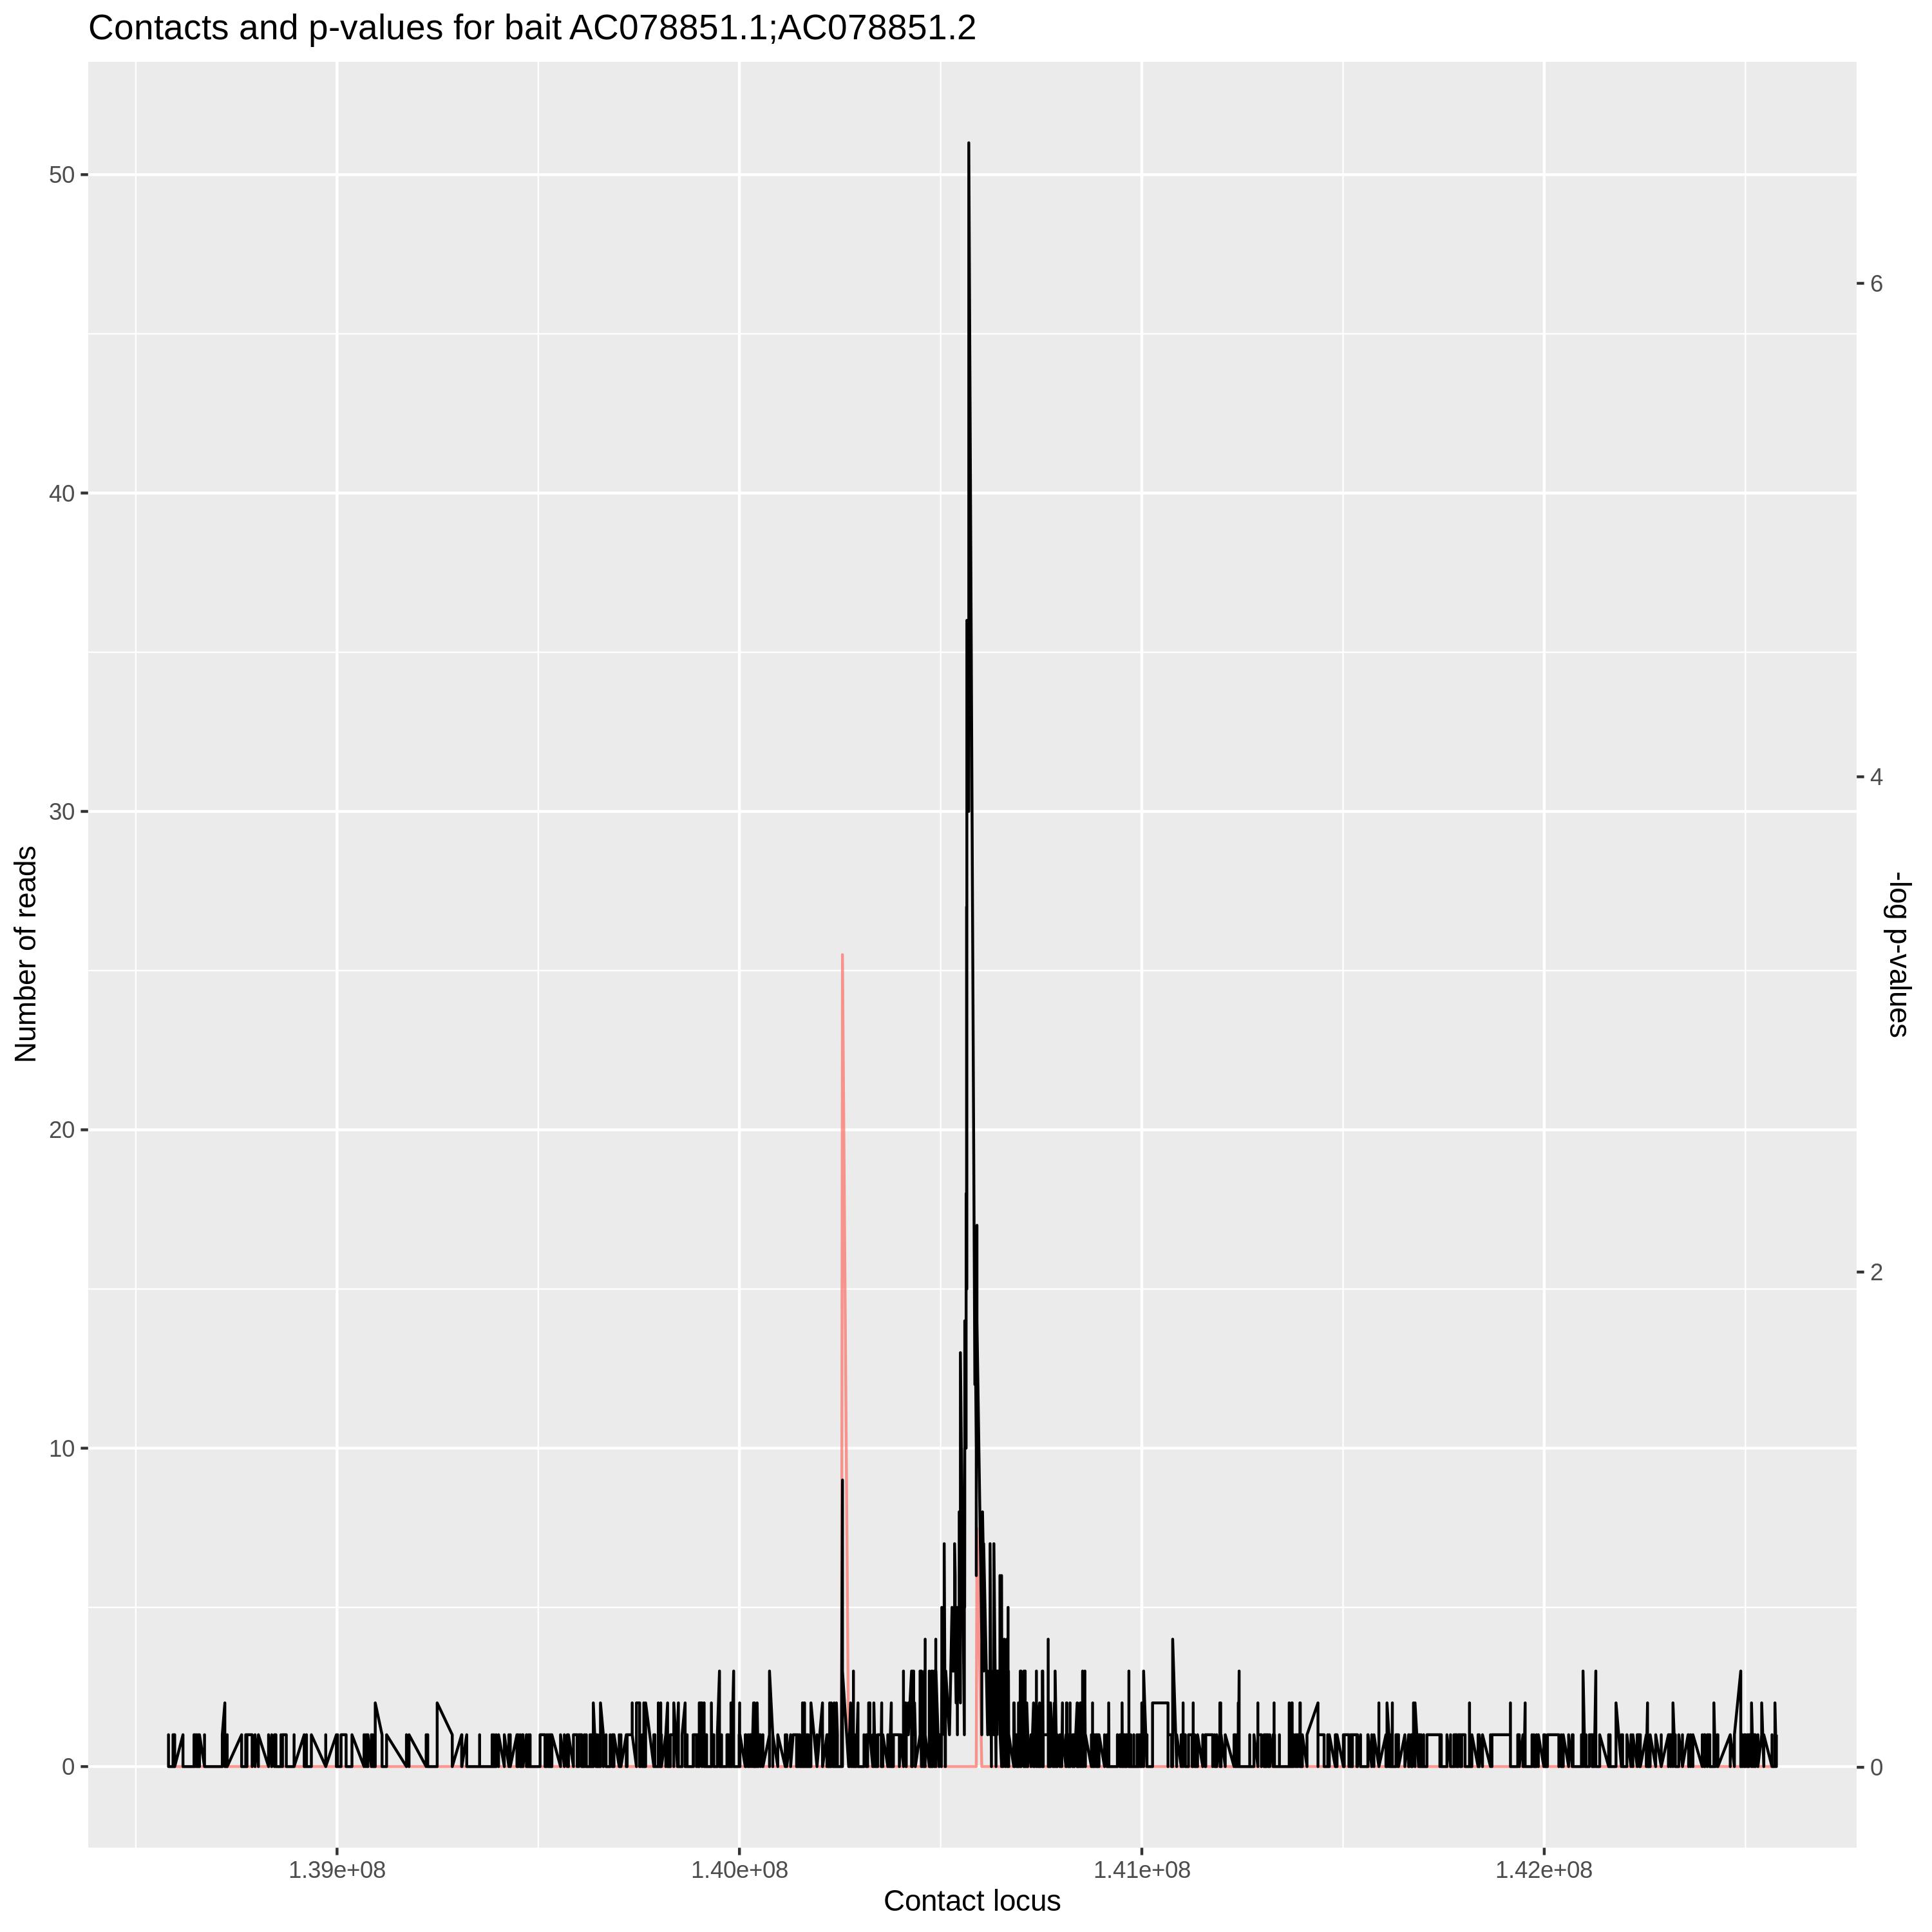 Contacts and p-values for bait AC078851.1;AC078851.2
50
40
30
20
10
0
Number of reads
6
4
2
0
-log p-values
1.39e+08
1.40e+08
1.41e+08
1.42e+08
Contact locus